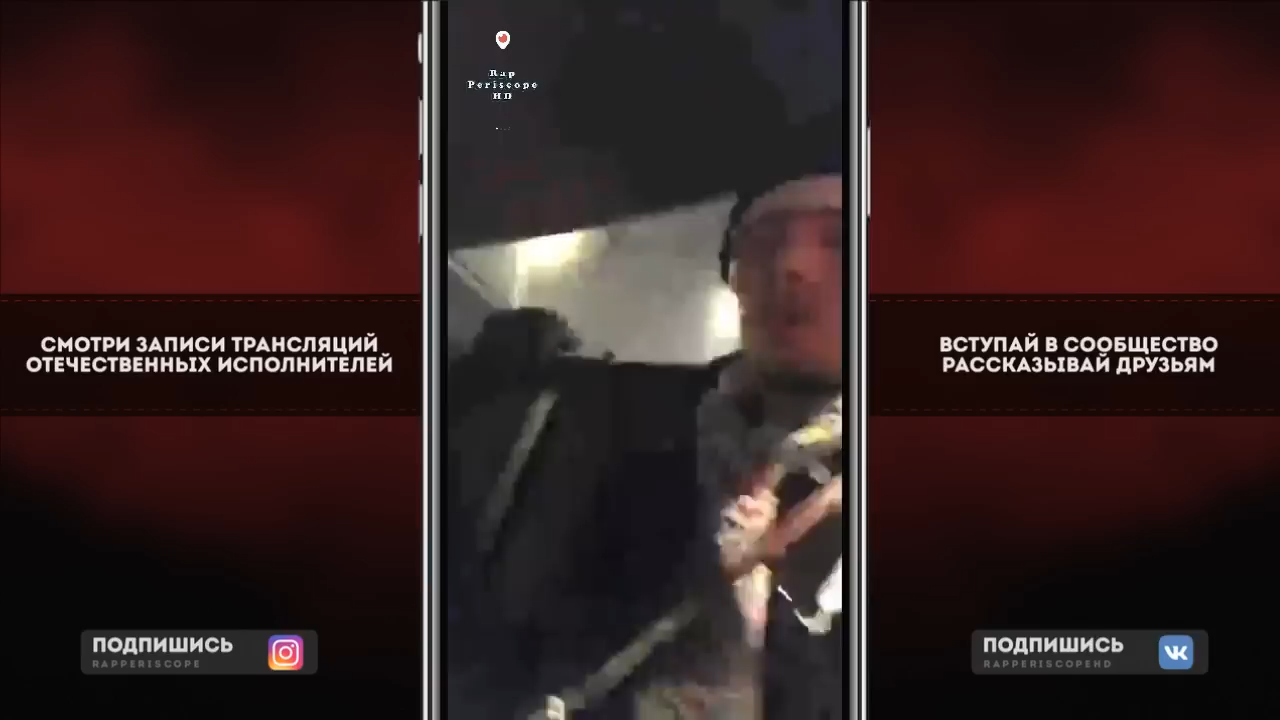 Rap
Periscope
HD
СМОТРИ ЗАПИСИ ТРАНСЛЯЦИЙ
ОТЕЧЕСТВЕННЫХ ИСПОЛНИТЕЛЕЙ
ВСТУПАЙ В СООБЩЕСТВО
РАССКАЗЫВАЙ ДРУЗЬЯМ
ПОДПИШИСЬ
RAPPERISCOPE
ПОДПИШИСЬ
RAPPERISCOPEHD